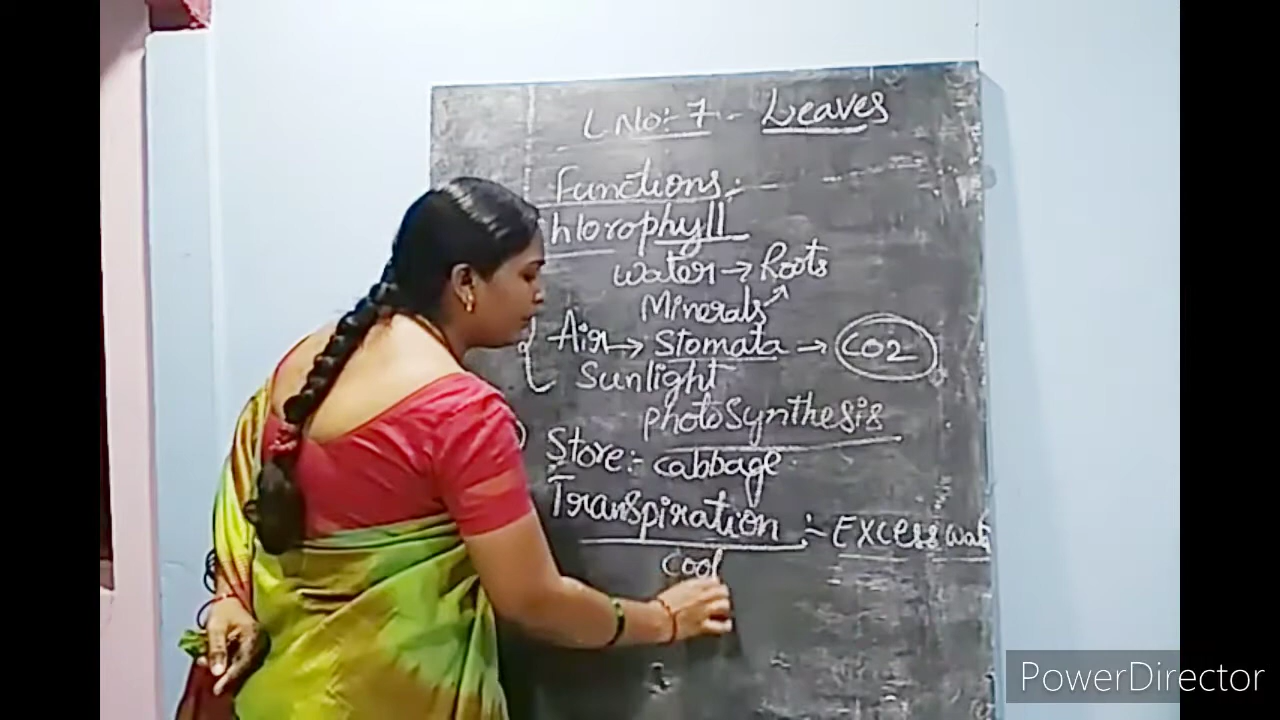 L No:- 7 - Leaves
Functions:-
hlorophyll
Water → Roots
Minerals ↗
Air → Stomata → CO2
Sunlight
photosynthesis
Store:- cabbage
Transpiration :- Excess wat
cool
PowerDirector